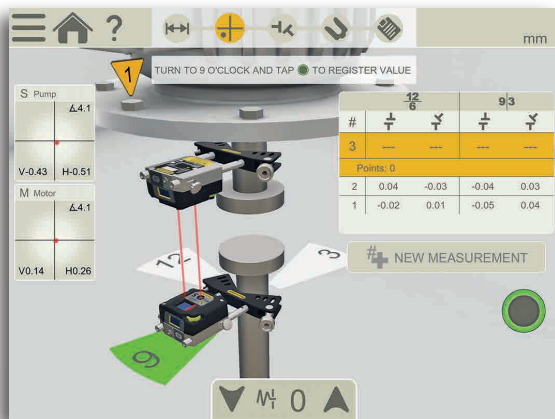 ?
mm
1
TURN TO 9 O'CLOCK AND TAP TO REGISTER VALUE
S Pump
∡4.1
V-0.43 H-0.51
M Motor
∡4.1
V0.14 H0.26
12 6 9 3
#
3 --- --- --- ---
Points: 0
2 0.04 -0.03 -0.04 0.03
1 -0.02 0.01 -0.05 0.04
# NEW MEASUREMENT
12
3
9
0